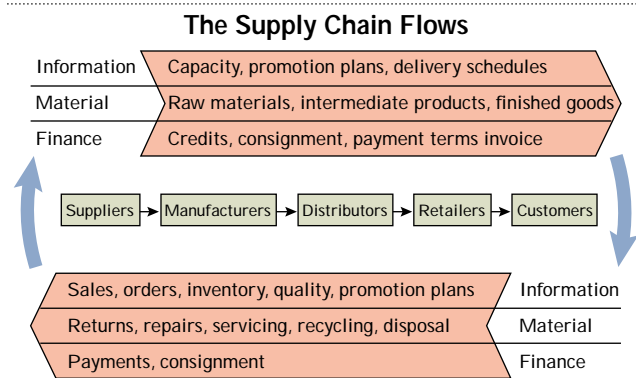 The Supply Chain Flows
Information Capacity, promotion plans, delivery schedules
Material Raw materials, intermediate products, finished goods
Finance Credits, consignment, payment terms invoice
Suppliers Manufacturers Distributors Retailers Customers
Sales, orders, inventory, quality, promotion plans Information
Returns, repairs, servicing, recycling, disposal Material
Payments, consignment Finance